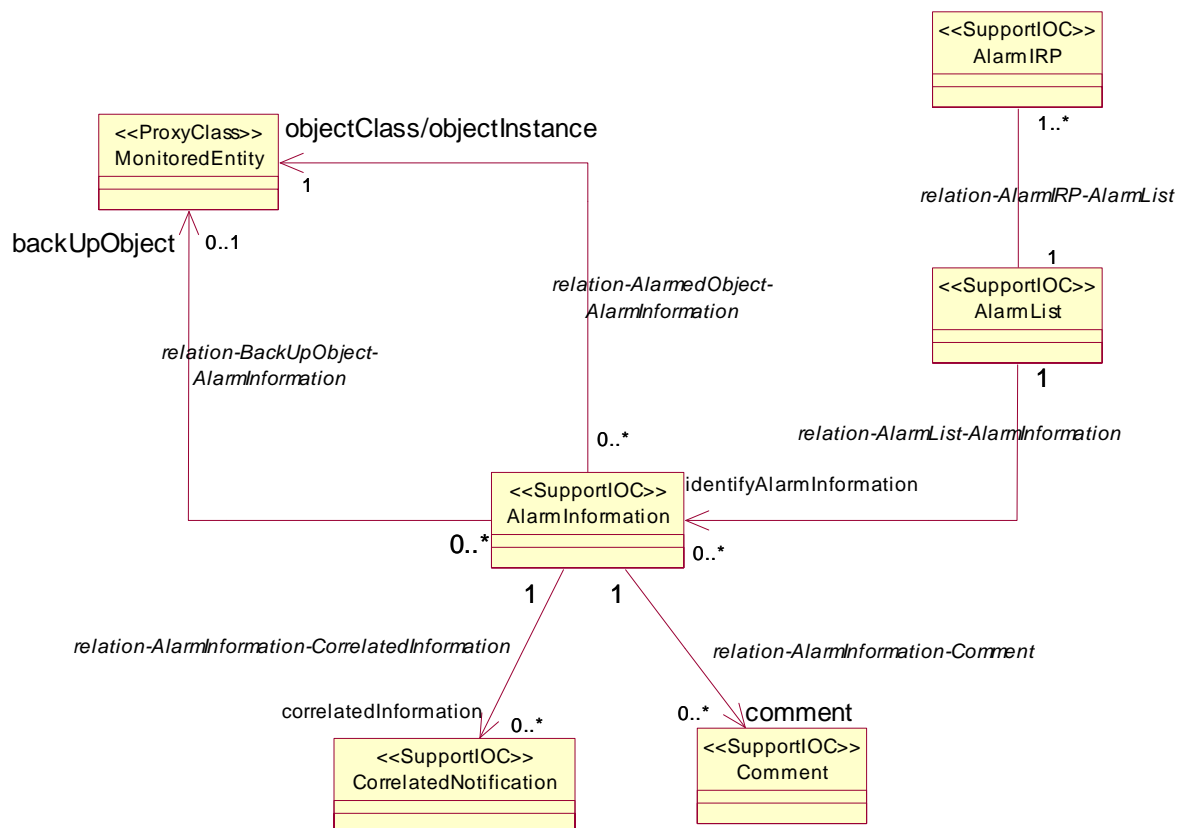 <<SupportIOC>>
AlarmIRP
1..*
relation-AlarmIRP-AlarmList
1
<<SupportIOC>>
AlarmList
1
relation-AlarmList-AlarmInformation
identifyAlarmInformation
0..*
<<ProxyClass>>
MonitoredEntity
objectClass/objectInstance
1
backUpObject
0..1
relation-AlarmedObject-
AlarmInformation
relation-BackUpObject-
AlarmInformation
0..*
<<SupportIOC>>
AlarmInformation
0..*
1
1
relation-AlarmInformation-CorrelatedInformation
relation-AlarmInformation-Comment
correlatedInformation
0..*
0..*
comment
<<SupportIOC>>
CorrelatedNotification
<<SupportIOC>>
Comment